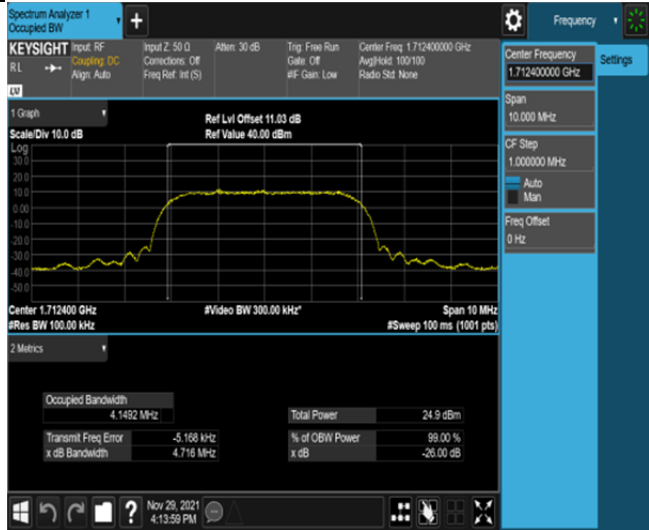 Spectrum Analyzer 1
Occupied BW
Frequency
KEYSIGHT
RL
Input: RF
Coupling: DC
Align: Auto
Input Z: 50 Ω
Corrections: Off
Freq Ref: Int (S)
Atten: 30 dB
Trig: Free Run
Gate: Off
#IF Gain: Low
Center Freq: 1.712400000 GHz
Avg|Hold: 100/100
Radio Std: None
Center Frequency
1.712400000 GHz
Settings
Span
10.000 MHz
CF Step
1.000000 MHz
Auto
Man
Freq Offset
0 Hz
1 Graph
Scale/Div 10.0 dB
Ref Lvl Offset 11.03 dB
Ref Value 40.00 dBm
Log
30.0
20.0
10.0
0.00
-10.0
-20.0
-30.0
-40.0
-50.0
Center 1.712400 GHz
#Video BW 300.00 kHz*
Span 10 MHz
#Res BW 100.00 kHz
#Sweep 100 ms (1001 pts)
2 Metrics
Occupied Bandwidth
4.1492 MHz
Total Power 24.9 dBm
Transmit Freq Error -5.168 kHz
% of OBW Power 99.00 %
x dB Bandwidth 4.716 MHz
x dB -26.00 dB
?
Nov 29, 2021
4:13:59 PM